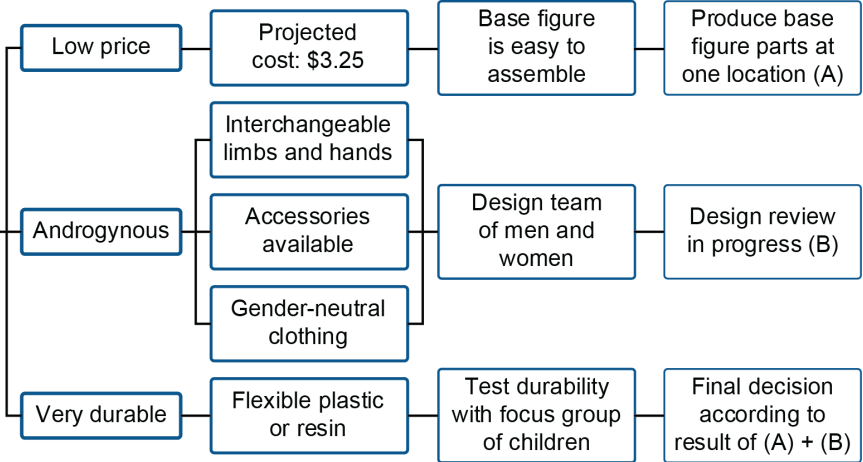 Low price
Projected
cost: $3.25
Base figure
is easy to
assemble
Produce base
figure parts at
one location (A)
Androgynous
Interchangeable
limbs and hands
Accessories
available
Gender-neutral
clothing
Design team
of men and
women
Design review
in progress (B)
Very durable
Flexible plastic
or resin
Test durability
with focus group
of children
Final decision
according to
result of (A) + (B)